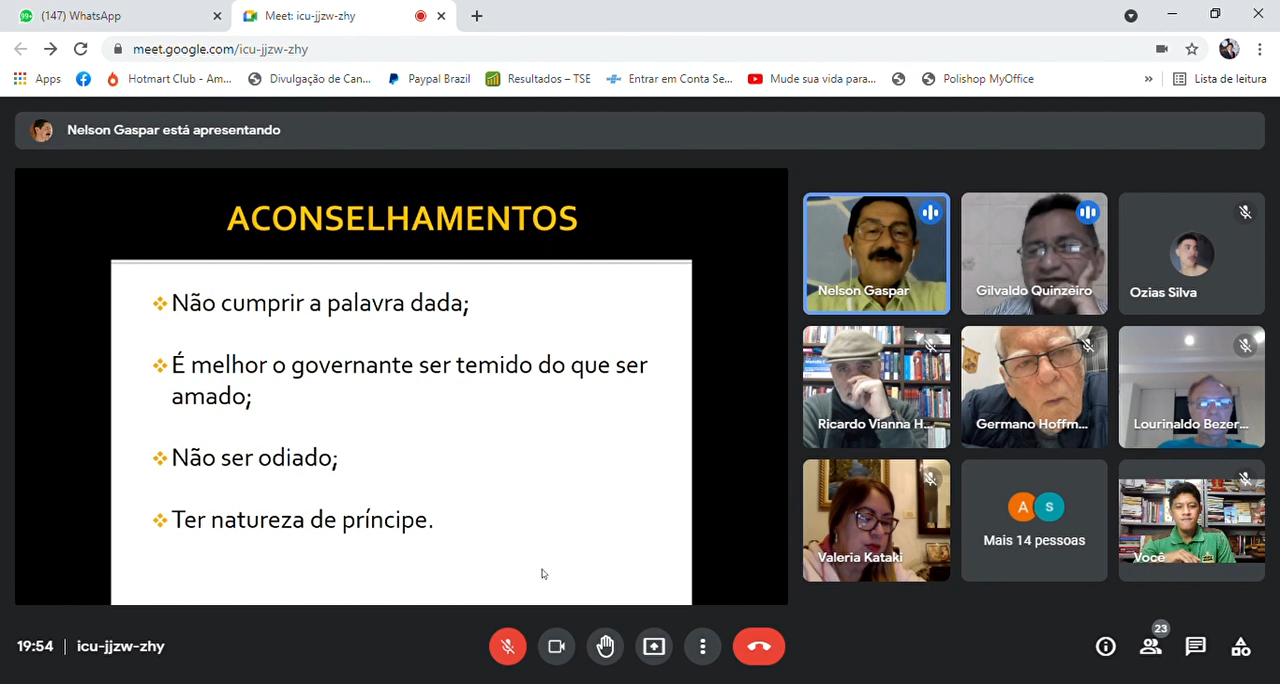 (147) WhatsApp
Meet: icu-jjzw-zhy
meet.google.com/icu-jjzw-zhy
Apps
Hotmart Club - Am...
Divulgação de Can...
Paypal Brazil
Resultados – TSE
Entrar em Conta Se...
Mude sua vida para...
Polishop MyOffice
»
Lista de leitura
Nelson Gaspar está apresentando
ACONSELHAMENTOS
Não cumprir a palavra dada;
É melhor o governante ser temido do que ser
amado;
Não ser odiado;
Ter natureza de príncipe.
Nelson Gaspar
Gilvaldo Quinzeiro
Ozias Silva
Ricardo Vianna H...
Germano Hoffm...
Lourinaldo Bezer...
Valeria Kataki
A S
Mais 14 pessoas
Você
19:54 | icu-jjzw-zhy
23